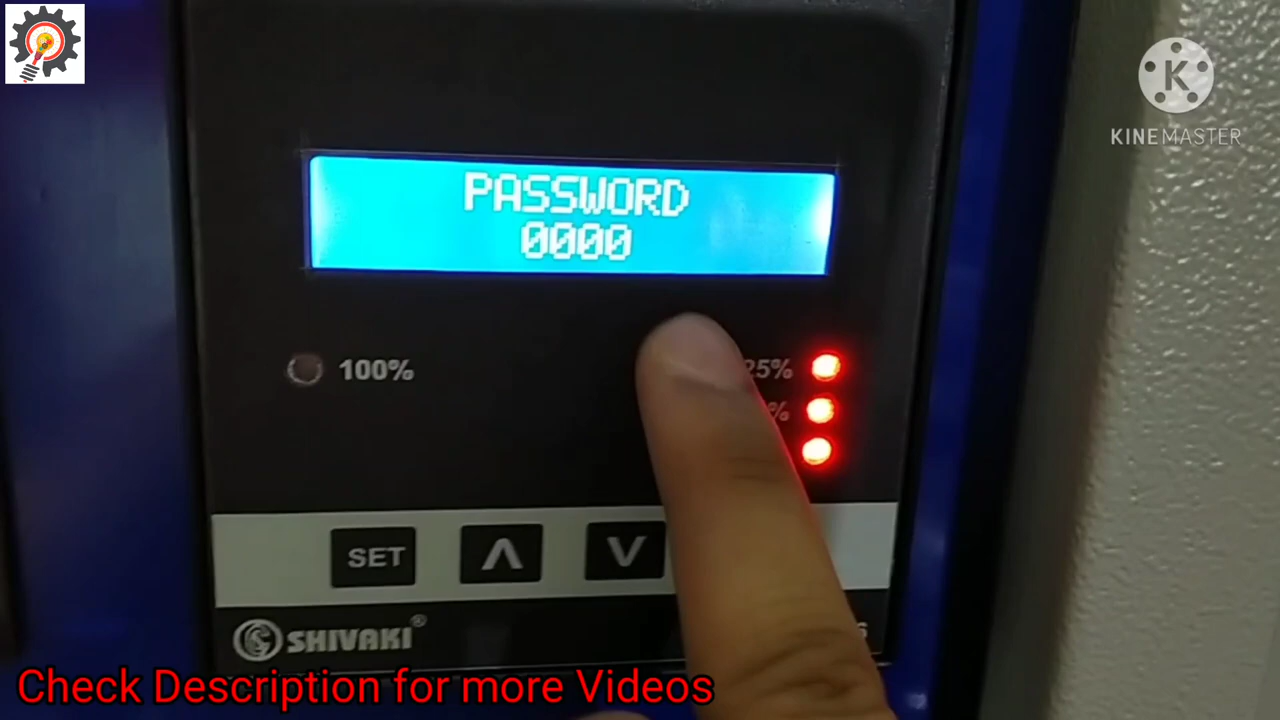 K
KINEMASTER
PASSWORD
0000
100%
25%
%
SET
SHIVAKI®
Check Description for more Videos